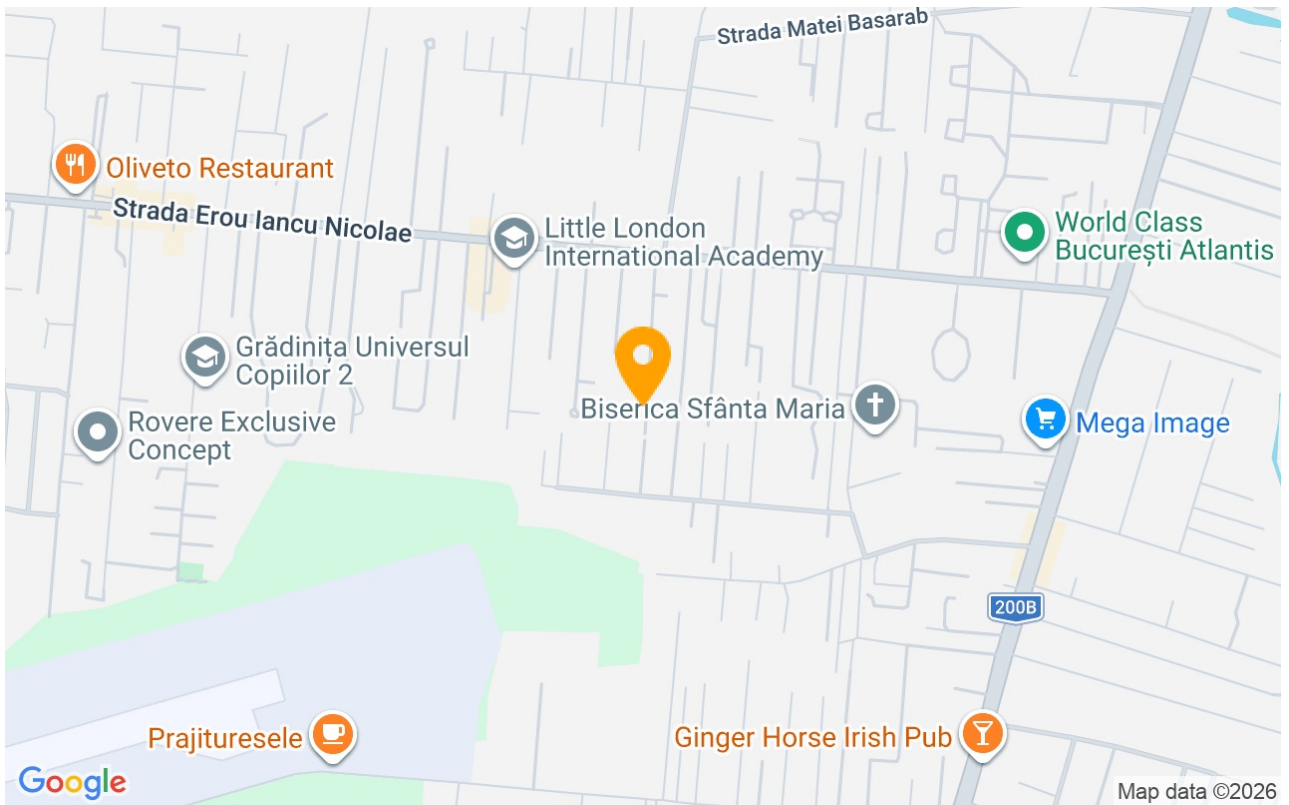 Strada Matei Basarab
Oliveto Restaurant
Strada Erou Iancu Nicolae
Little London
International Academy
World Class
București Atlantis
Grădinița Universul
Copiilor 2
Biserica Sfânta Maria
Rovere Exclusive
Concept
Mega Image
200B
Prajituresele
Ginger Horse Irish Pub
Google
Map data ©2026